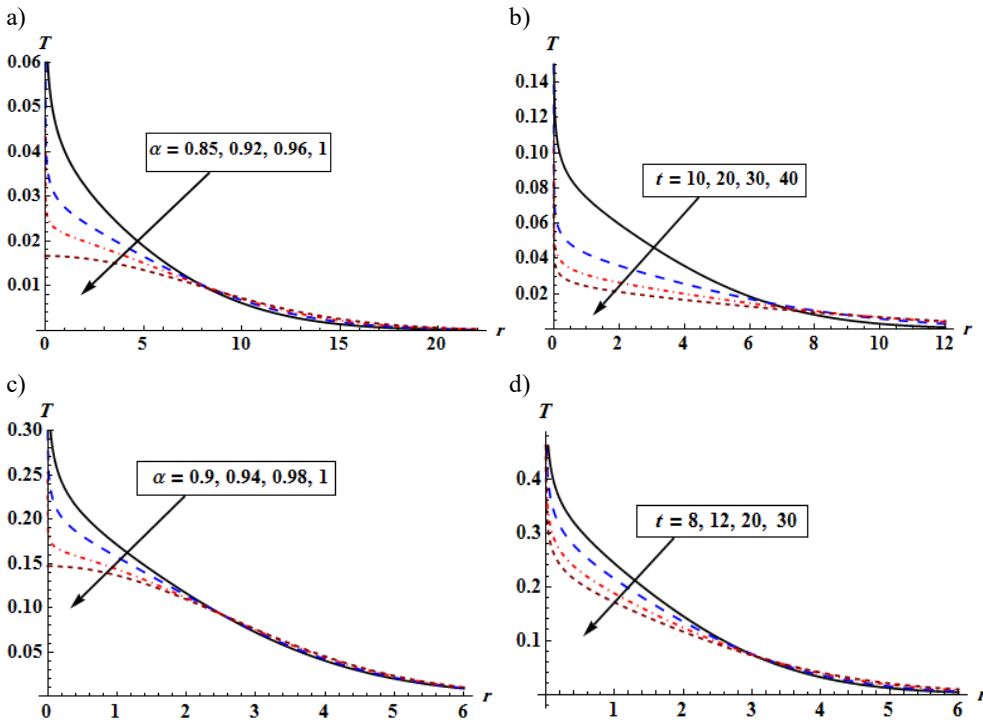 a)
T
0.06
0.05
0.04
0.03
0.02
0.01
α = 0.85, 0.92, 0.96, 1
0 5 10 15 20 r
b)
T
0.14
0.12
0.10
0.08
0.06
0.04
0.02
t = 10, 20, 30, 40
0 2 4 6 8 10 12 r
c)
T
0.30
0.25
0.20
0.15
0.10
0.05
α = 0.9, 0.94, 0.98, 1
0 1 2 3 4 5 6 r
d)
T
0.4
0.3
0.2
0.1
t = 8, 12, 20, 30
1 2 3 4 5 6 r